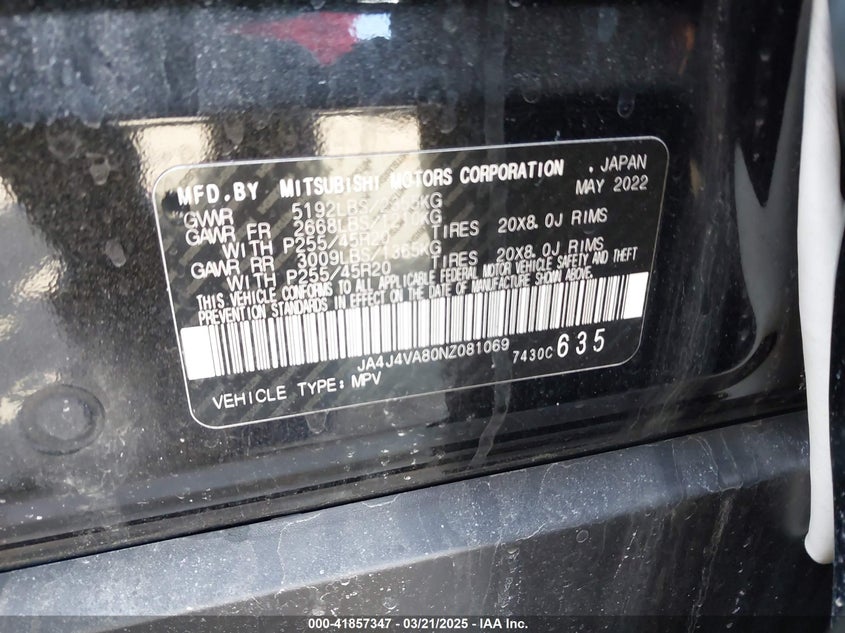 MFD.BY MITSUBISHI MOTORS CORPORATION . JAPAN
MAY 2022
GVWR 5192LBS/2355KG
GAWR FR 2668LBS/1210KG
WITH P255/45R20 TIRES 20X8.0J RIMS
GAWR RR 3009LBS/1365KG
WITH P255/45R20 TIRES 20X8.0J RIMS
THIS VEHICLE CONFORMS TO ALL APPLICABLE FEDERAL MOTOR VEHICLE SAFETY AND THEFT
PREVENTION STANDARDS IN EFFECT ON THE DATE OF MANUFACTURE SHOWN ABOVE.
JA4J4VA80NZ081069 7430C 635
VEHICLE TYPE: MPV
000-41857347 / 03/21/2025 / IAA, Inc.